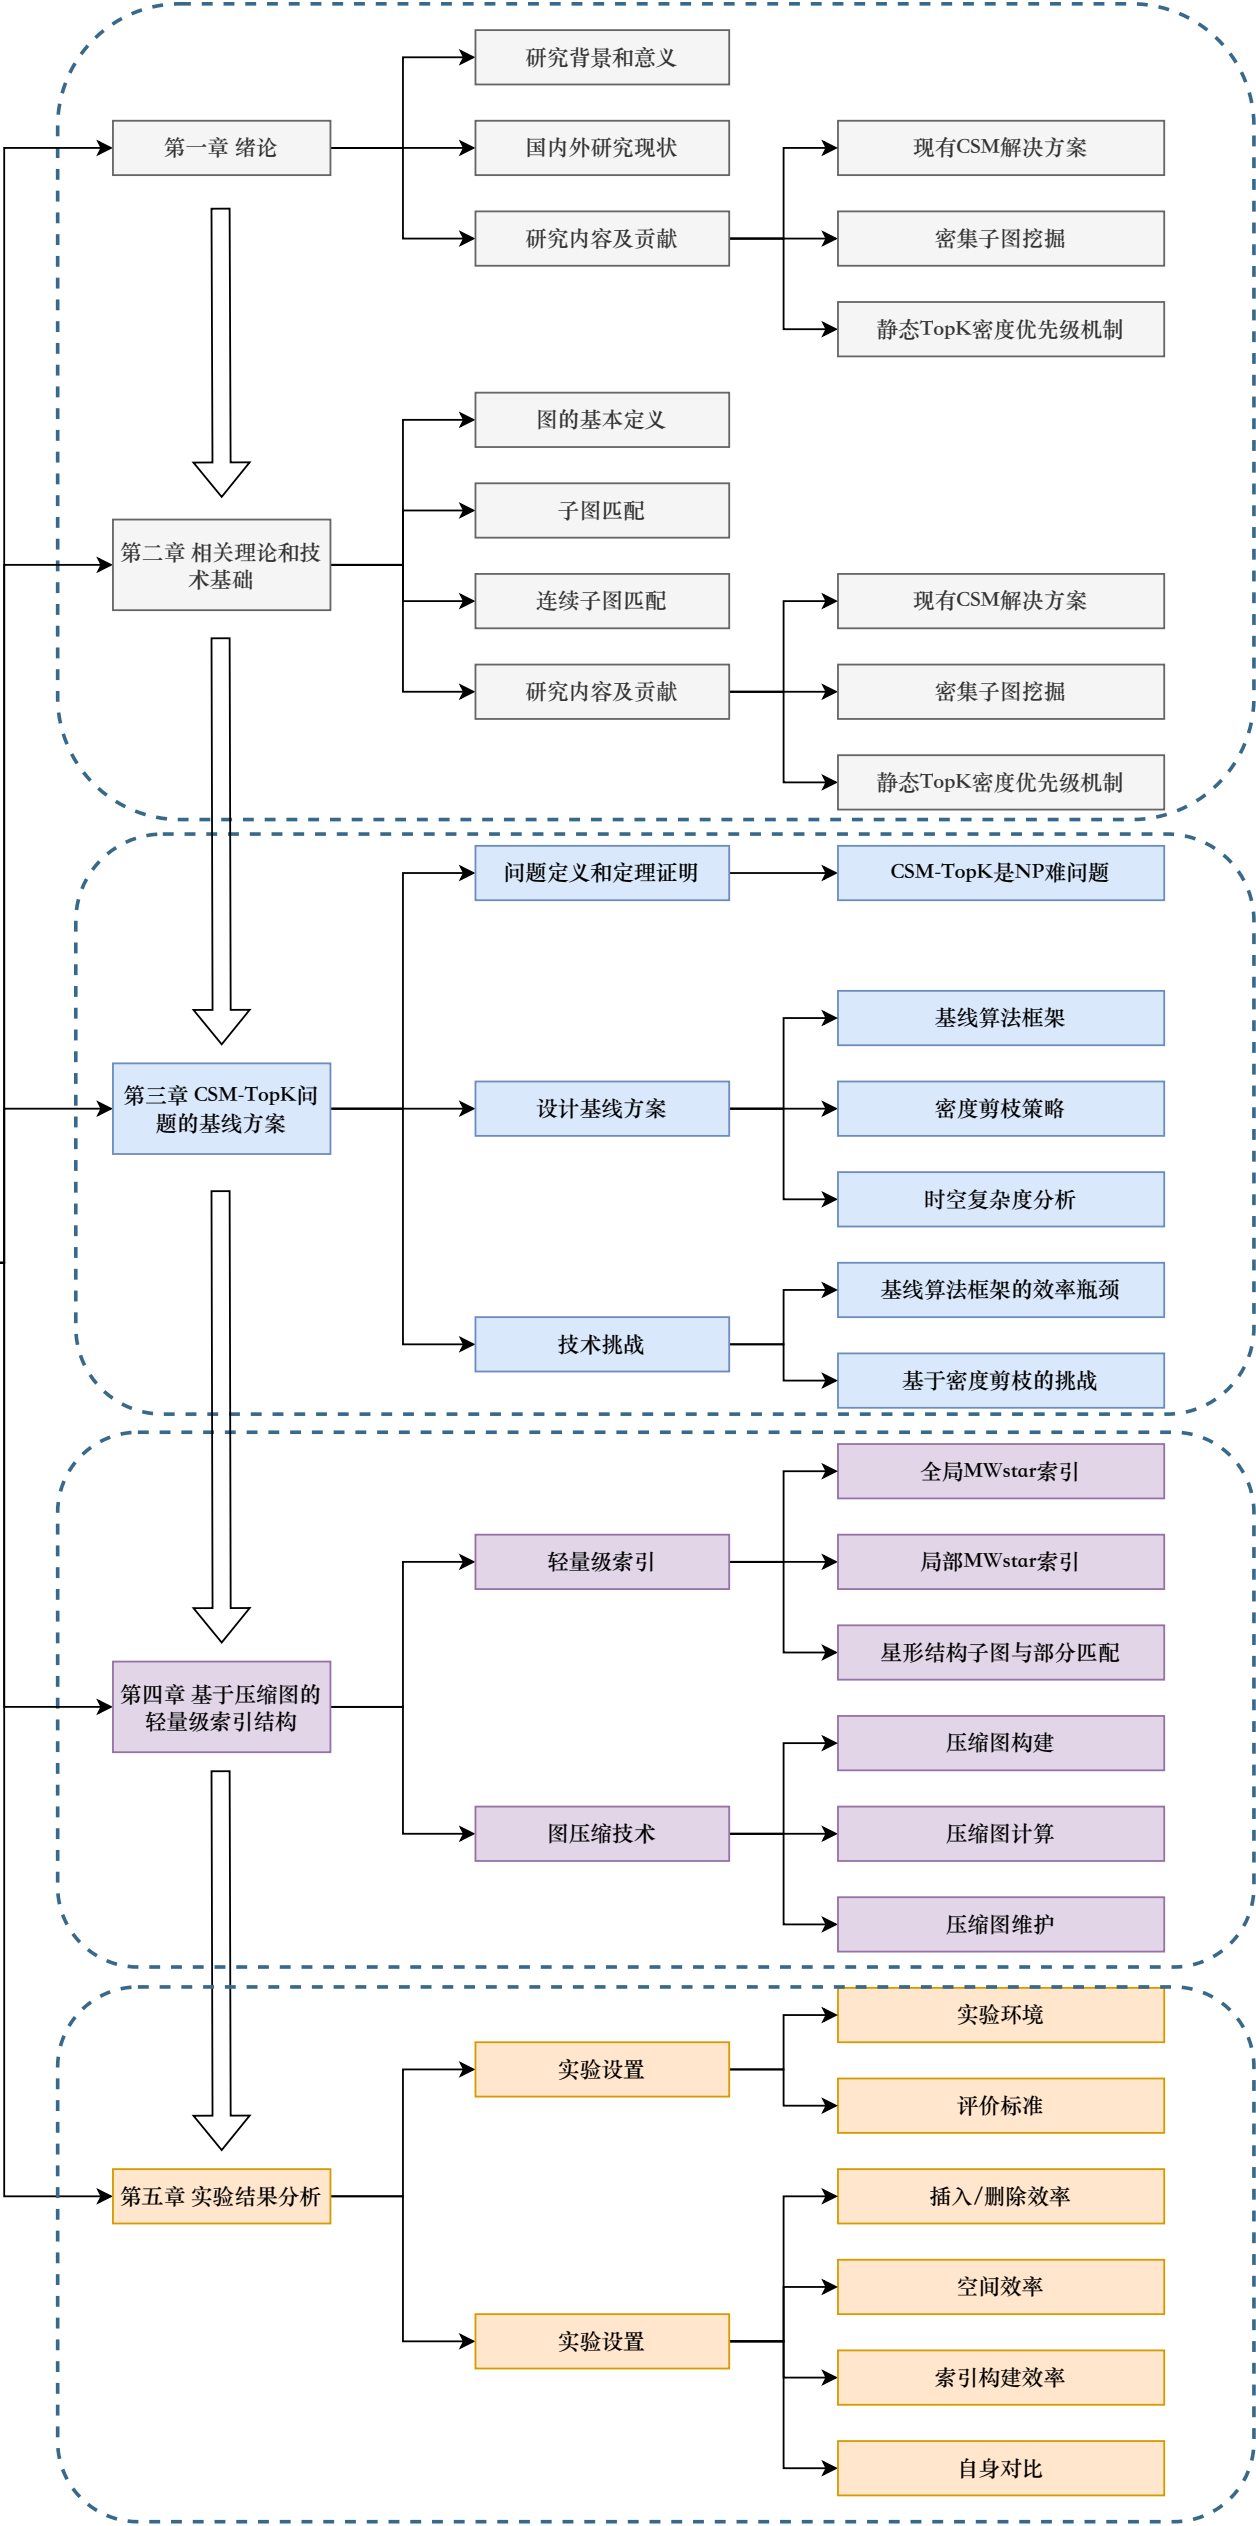 研究背景和意义
第一章 绪论
国内外研究现状
现有CSM解决方案
研究内容及贡献
密集子图挖掘
静态TopK密度优先级机制
图的基本定义
子图匹配
第二章 相关理论和技
术基础
连续子图匹配
现有CSM解决方案
研究内容及贡献
密集子图挖掘
静态TopK密度优先级机制
问题定义和定理证明
CSM-TopK是NP难问题
基线算法框架
第三章 CSM-TopK问
题的基线方案
设计基线方案
密度剪枝策略
时空复杂度分析
基线算法框架的效率瓶颈
技术挑战
基于密度剪枝的挑战
全局MWstar索引
轻量级索引
局部MWstar索引
星形结构子图与部分匹配
第四章 基于压缩图的
轻量级索引结构
压缩图构建
图压缩技术
压缩图计算
压缩图维护
实验环境
实验设置
评价标准
第五章 实验结果分析
插入/删除效率
空间效率
实验设置
索引构建效率
自身对比